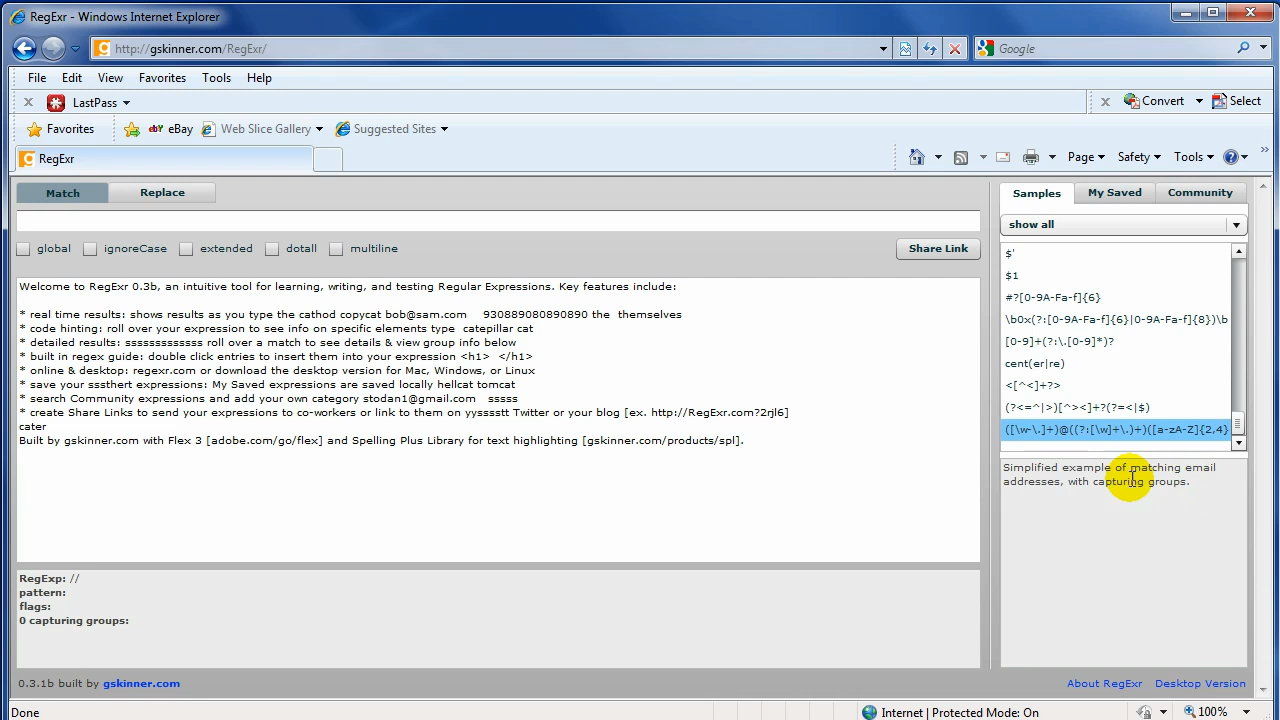 RegExr - Windows Internet Explorer
http://gskinner.com/RegExr/
Google
File Edit View Favorites Tools Help
LastPass
Convert Select
Favorites eBay Web Slice Gallery Suggested Sites
RegExr
Page Safety Tools
Match Replace
Samples My Saved Community
show all
global ignoreCase extended dotall multiline
Share Link
Welcome to RegExr 0.3b, an intuitive tool for learning, writing, and testing Regular Expressions. Key features include:
* real time results: shows results as you type the cathod copycat bob@sam.com 930889080890890 the themselves
* code hinting: roll over your expression to see info on specific elements type catepillar cat
* detailed results: sssssssssssss roll over a match to see details & view group info below
* built in regex guide: double click entries to insert them into your expression <h1> </h1>
* online & desktop: regexr.com or download the desktop version for Mac, Windows, or Linux
* save your sssthert expressions: My Saved expressions are saved locally hellcat tomcat
* search Community expressions and add your own category stodan1@gmail.com sssss
* create Share Links to send your expressions to co-workers or link to them on yysssstt Twitter or your blog [ex. http://RegExr.com?2rjl6]
cater
Built by gskinner.com with Flex 3 [adobe.com/go/flex] and Spelling Plus Library for text highlighting [gskinner.com/products/spl].
$'
$1
#?[0-9A-Fa-f]{6}
\b0x(?:[0-9A-Fa-f]{6}|0-9A-Fa-f]{8})\b
[0-9]+(?:\.[0-9]*)?
cent(er|re)
<[^<]+?>
(?<=^|>)[^><]+?(?=<|$)
([\w-\.]+)@((?:[\w]+\.)+)([a-zA-Z]{2,4}
Simplified example of matching email
addresses, with capturing groups.
RegExp: //
pattern:
flags:
0 capturing groups:
0.3.1b built by gskinner.com
About RegExr Desktop Version
Done
Internet | Protected Mode: On
100%